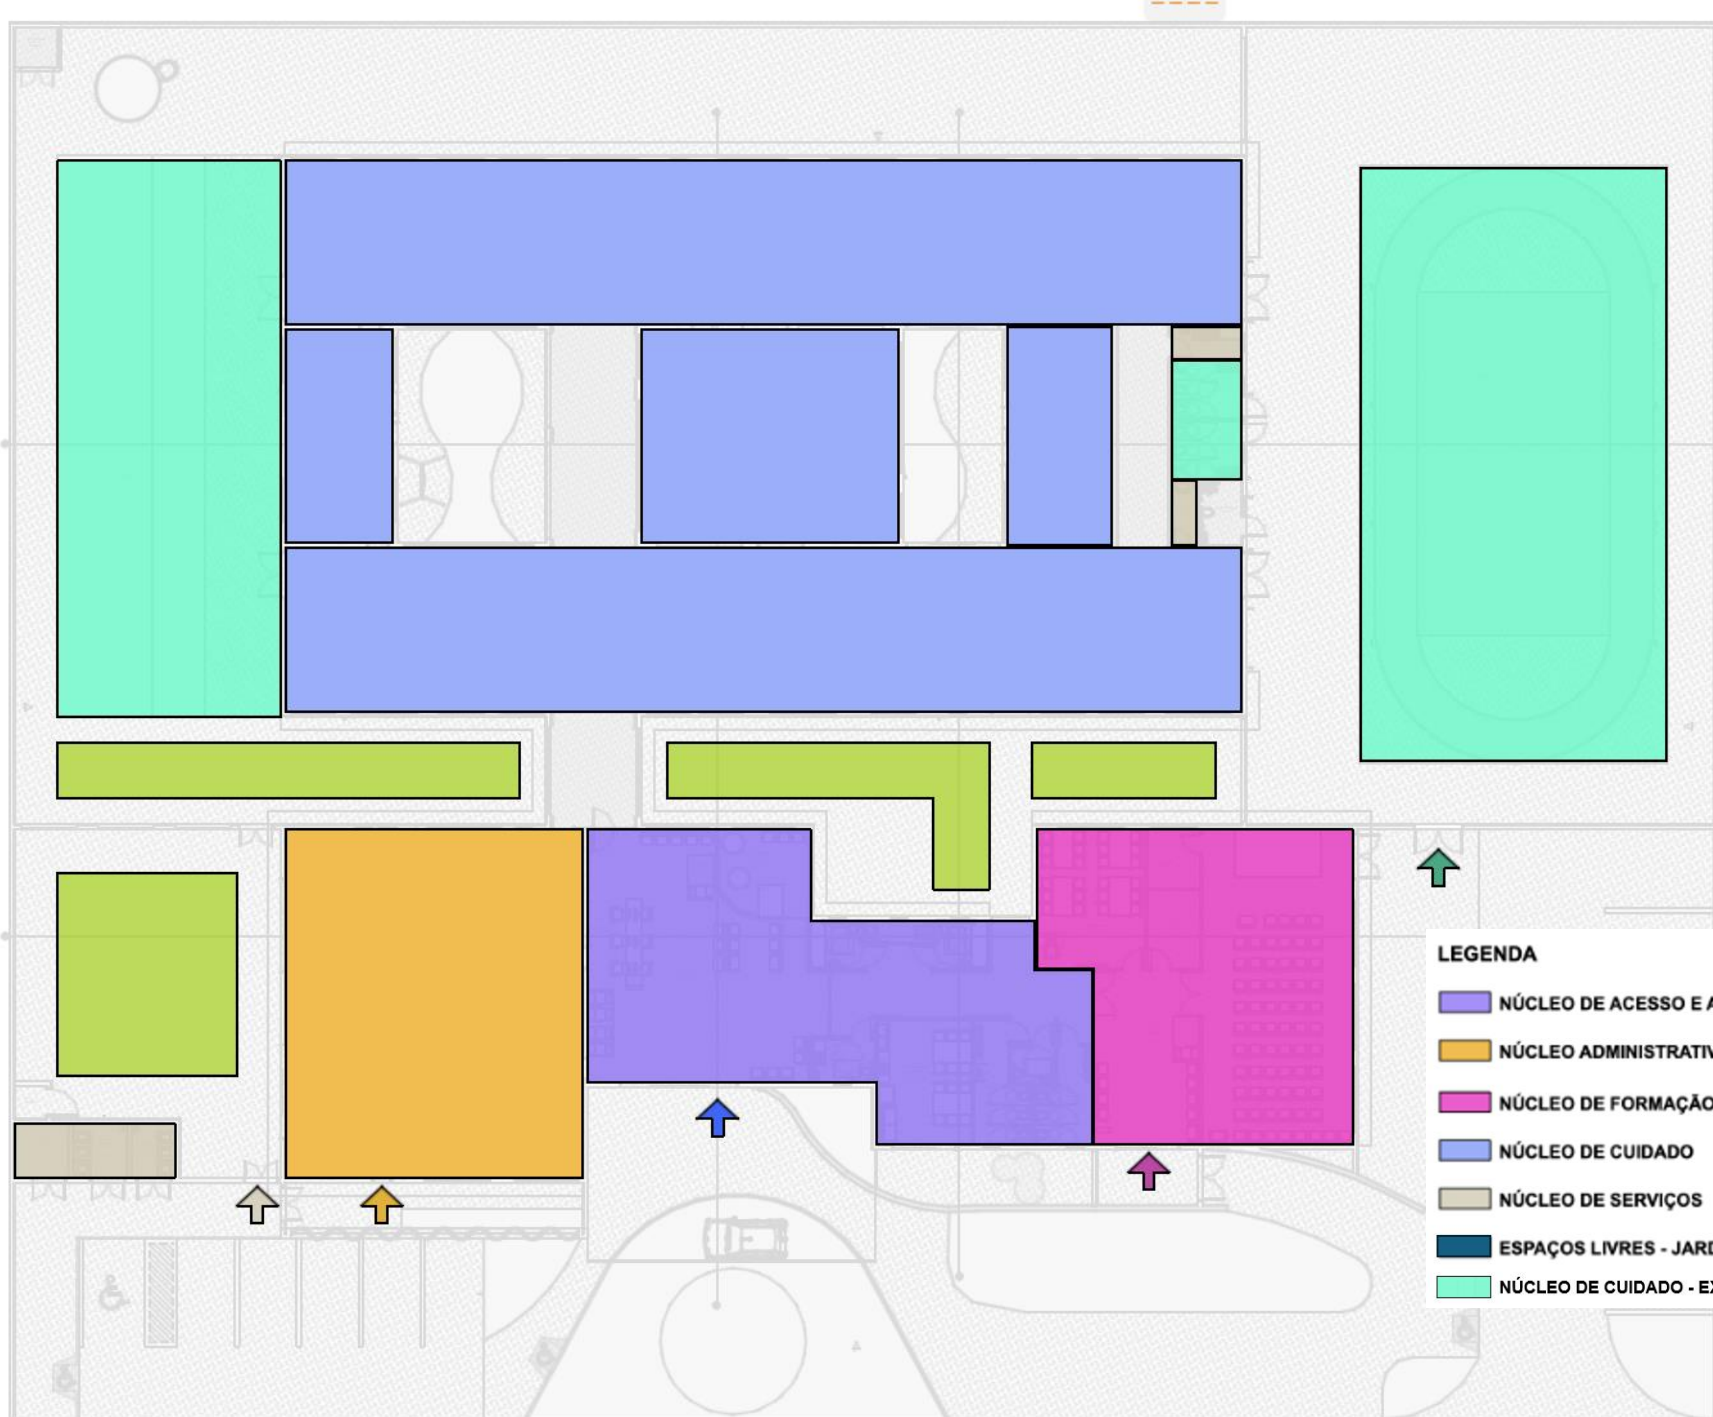 LEGENDA
NÚCLEO DE ACESSO E A
NÚCLEO ADMINISTRATIV
NÚCLEO DE FORMAÇÃO
NÚCLEO DE CUIDADO
NÚCLEO DE SERVIÇOS
ESPAÇOS LIVRES - JARD
NÚCLEO DE CUIDADO - EX